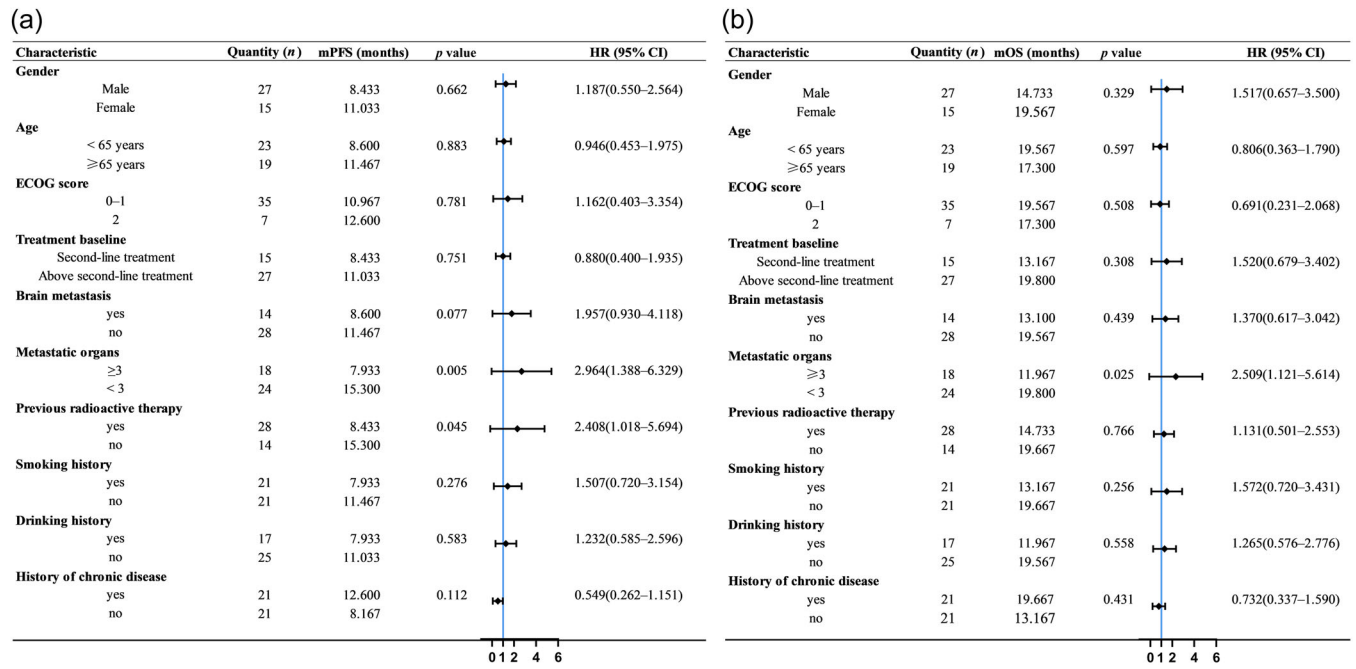 (a)
Characteristic Quantity (n) mPFS (months) p value HR (95% CI)
Gender
Male 27 8.433 0.662 1.187(0.550–2.564)
Female 15 11.033
Age
< 65 years 23 8.600 0.883 0.946(0.453–1.975)
⩾65 years 19 11.467
ECOG score
0–1 35 10.967 0.781 1.162(0.403–3.354)
2 7 12.600
Treatment baseline
Second-line treatment 15 8.433 0.751 0.880(0.400–1.935)
Above second-line treatment 27 11.033
Brain metastasis
yes 14 8.600 0.077 1.957(0.930–4.118)
no 28 11.467
Metastatic organs
≥3 18 7.933 0.005 2.964(1.388–6.329)
< 3 24 15.300
Previous radioactive therapy
yes 28 8.433 0.045 2.408(1.018–5.694)
no 14 15.300
Smoking history
yes 21 7.933 0.276 1.507(0.720–3.154)
no 21 11.467
Drinking history
yes 17 7.933 0.583 1.232(0.585–2.596)
no 25 11.033
History of chronic disease
yes 21 12.600 0.112 0.549(0.262–1.151)
no 21 8.167
0 1 2 4 6
(b)
Characteristic Quantity (n) mOS (months) p value HR (95% CI)
Gender
Male 27 14.733 0.329 1.517(0.657–3.500)
Female 15 19.567
Age
< 65 years 23 19.567 0.597 0.806(0.363–1.790)
⩾65 years 19 17.300
ECOG score
0–1 35 19.567 0.508 0.691(0.231–2.068)
2 7 17.300
Treatment baseline
Second-line treatment 15 13.167 0.308 1.520(0.679–3.402)
Above second-line treatment 27 19.800
Brain metastasis
yes 14 13.100 0.439 1.370(0.617–3.042)
no 28 19.567
Metastatic organs
⩾3 18 11.967 0.025 2.509(1.121–5.614)
< 3 24 19.800
Previous radioactive therapy
yes 28 14.733 0.766 1.131(0.501–2.553)
no 14 19.667
Smoking history
yes 21 13.167 0.256 1.572(0.720–3.431)
no 21 19.667
Drinking history
yes 17 11.967 0.558 1.265(0.576–2.776)
no 25 19.567
History of chronic disease
yes 21 19.667 0.431 0.732(0.337–1.590)
no 21 13.167
0 1 2 4 6